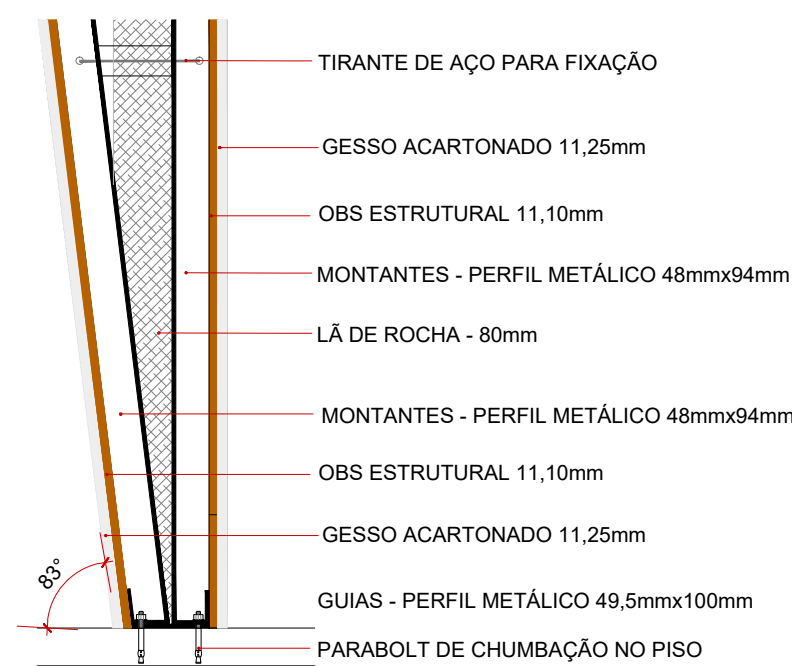 TIRANTE DE AÇO PARA FIXAÇÃO
GESSO ACARTONADO 11,25mm
OBS ESTRUTURAL 11,10mm
MONTANTES - PERFIL METÁLICO 48mmx94mm
LÃ DE ROCHA - 80mm
MONTANTES - PERFIL METÁLICO 48mmx94mm
OBS ESTRUTURAL 11,10mm
GESSO ACARTONADO 11,25mm
83°
GUIAS - PERFIL METÁLICO 49,5mmx100mm
PARABOLT DE CHUMBAÇÃO NO PISO